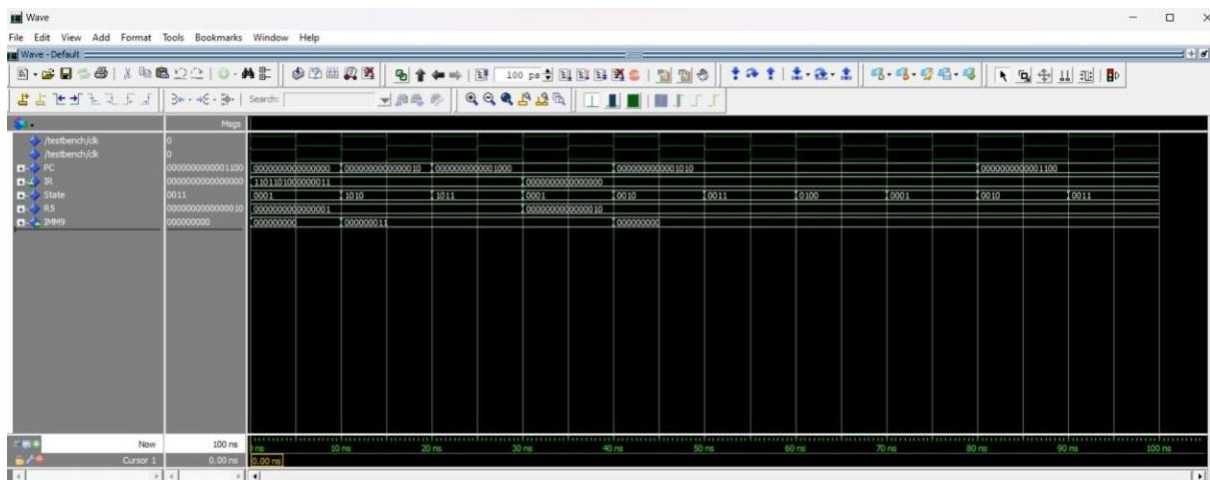 Wave
File Edit View Add Format Tools Bookmarks Window Help
Wave - Default
100 ps
Search:
Msgs
/testbench/clk 0
/testbench/clk 0
PC 0000000000001100 0000000000000000 0000000000000010 0000000000001000 0000000000001010 0000000000001100
IR 0000000000000000 1101101000000011 0000000000000000
State 0011 0001 1010 1011 0001 0010 0011 0100 0001 0010 0011
R5 0000000000000010 0000000000000001 0000000000000010
IMM9 000000000 000000000 000000011 000000000
Now 100 ns ns 10 ns 20 ns 30 ns 40 ns 50 ns 60 ns 70 ns 80 ns 90 ns 100 ns
Cursor 1 0.00 ns 0.00 ns